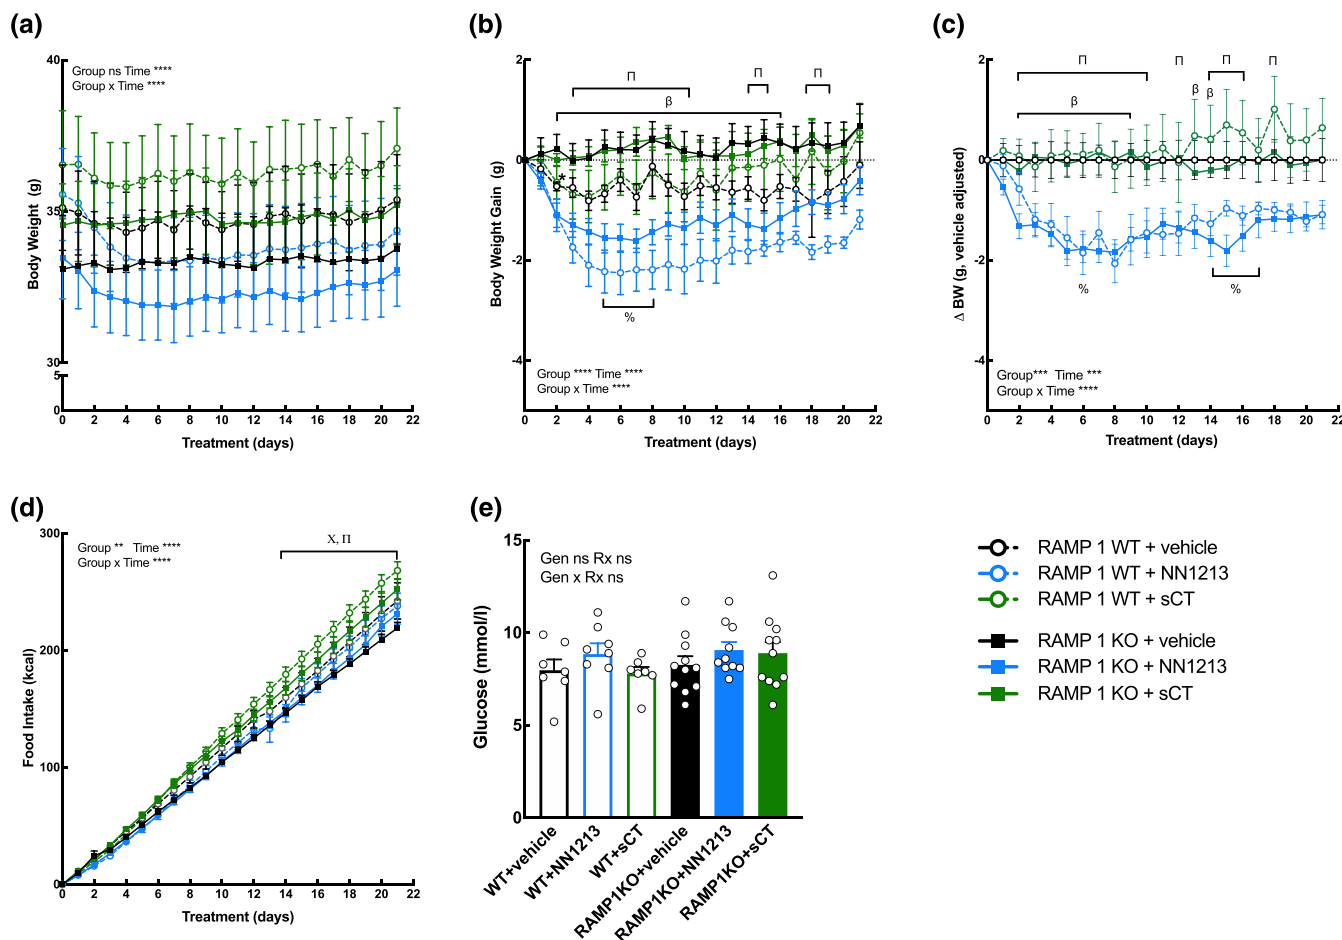 (a)
40
35
30
5
0
Body Weight (g)
Group ns Time ****
Group x Time ****
0 2 4 6 8 10 12 14 16 18 20 22
Treatment (days)
(b)
2
0
-2
-4
Body Weight Gain (g)
Π
Π
Π
β
*
%
Group **** Time ****
Group x Time ****
0 2 4 6 8 10 12 14 16 18 20 22
Treatment (days)
(c)
2
0
-2
-4
Δ BW (g, vehicle adjusted)
Π
Π
Π
Π
β
β
β
%
%
Group*** Time ***
Group x Time ****
0 2 4 6 8 10 12 14 16 18 20 22
Treatment (days)
(d)
300
200
100
0
Food Intake (kcal)
Group ** Time ****
Group x Time ****
X, Π
0 2 4 6 8 10 12 14 16 18 20 22
Treatment (days)
(e)
15
10
5
0
Glucose (mmol/l)
Gen ns Rx ns
Gen x Rx ns
WT+vehicle
WT+NN1213
WT+sCT
RAMP1KO+vehicle
RAMP1KO+NN1213
RAMP1KO+sCT
RAMP 1 WT + vehicle
RAMP 1 WT + NN1213
RAMP 1 WT + sCT
RAMP 1 KO + vehicle
RAMP 1 KO + NN1213
RAMP 1 KO + sCT